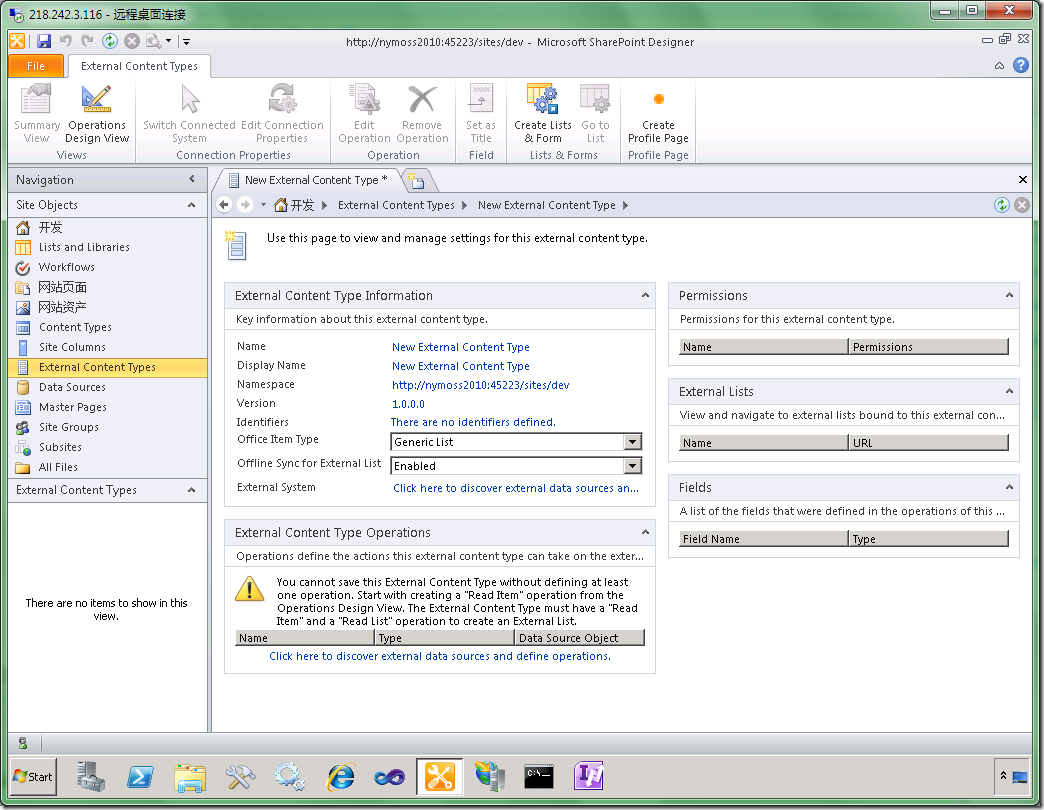 218.242.3.116 - 远程桌面连接
http://nymoss2010:45223/sites/dev - Microsoft SharePoint Designer
File
External Content Types
Summary View
Operations Design View
Switch Connected System
Edit Connection Properties
Edit Operation
Remove Operation
Set as Title
Create Lists & Form
Go to List
Create Profile Page
Views
Connection Properties
Operation
Field
Lists & Forms
Profile Page
Navigation
Site Objects
开发
Lists and Libraries
Workflows
网站页面
网站资产
Content Types
Site Columns
External Content Types
Data Sources
Master Pages
Site Groups
Subsites
All Files
External Content Types
There are no items to show in this
view.
New External Content Type *
开发 External Content Types New External Content Type
Use this page to view and manage settings for this external content type.
External Content Type Information
Key information about this external content type.
Name New External Content Type
Display Name New External Content Type
Namespace http://nymoss2010:45223/sites/dev
Version 1.0.0.0
Identifiers There are no identifiers defined.
Office Item Type Generic List
Offline Sync for External List Enabled
External System Click here to discover external data sources an...
External Content Type Operations
Operations define the actions this external content type can take on the exter...
You cannot save this External Content Type without defining at least
one operation. Start with creating a "Read Item" operation from the
Operations Design View. The External Content Type must have a "Read
Item" and a "Read List" operation to create an External List.
Name Type Data Source Object
Click here to discover external data sources and define operations.
Permissions
Permissions for this external content type.
Name Permissions
External Lists
View and navigate to external lists bound to this external con...
Name URL
Fields
A list of the fields that were defined in the operations of this ...
Field Name Type
Start